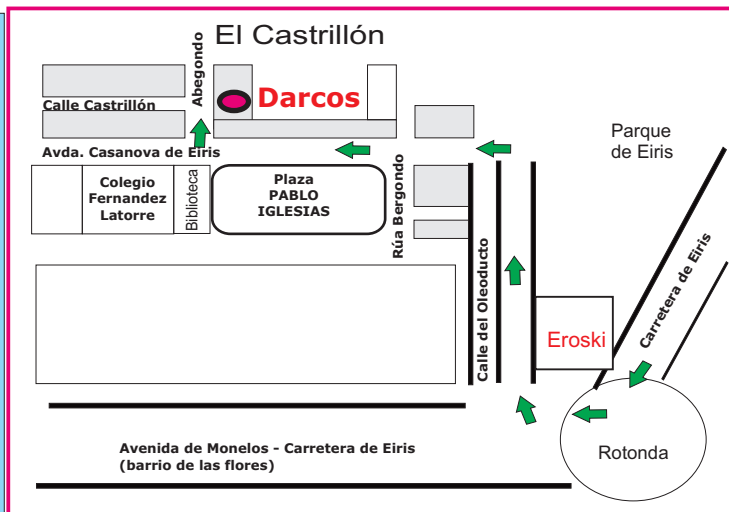 El Castrillón
Abegondo
Darcos
Calle Castrillón
Avda. Casanova de Eiris
Parque
de Eiris
Colegio
Fernandez
Latorre
Biblioteca
Plaza
PABLO
IGLESIAS
Rúa Bergondo
Calle del Oleoducto
Carretera de Eiris
Eroski
Rotonda
Avenida de Monelos - Carretera de Eiris
(barrio de las flores)